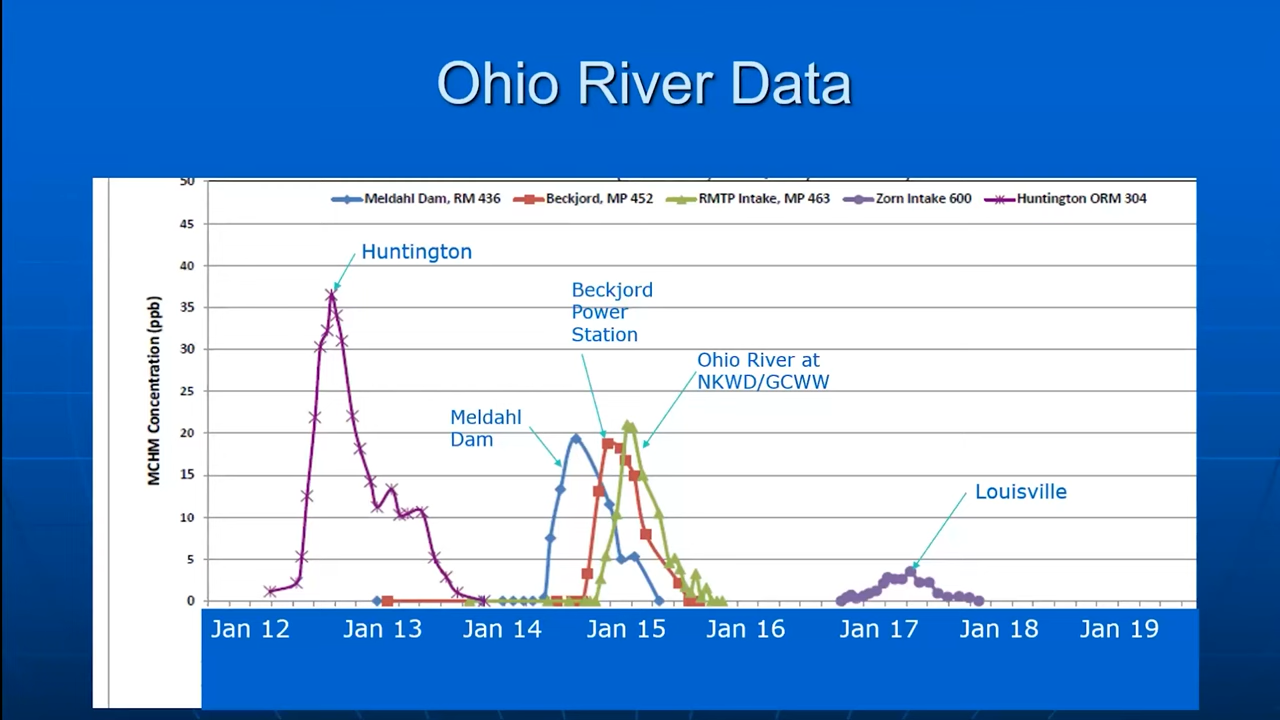 Ohio River Data
50
Meldahl Dam, RM 436
Beckjord, MP 452
RMTP Intake, MP 463
Zorn Intake 600
Huntington ORM 304
45
Huntington
40
Beckjord
Power
Station
35
30
Ohio River at
NKWD/GCWW
25
Meldahl
Dam
20
15
Louisville
10
5
0
MCHM Concentration (ppb)
Jan 12
Jan 13
Jan 14
Jan 15
Jan 16
Jan 17
Jan 18
Jan 19